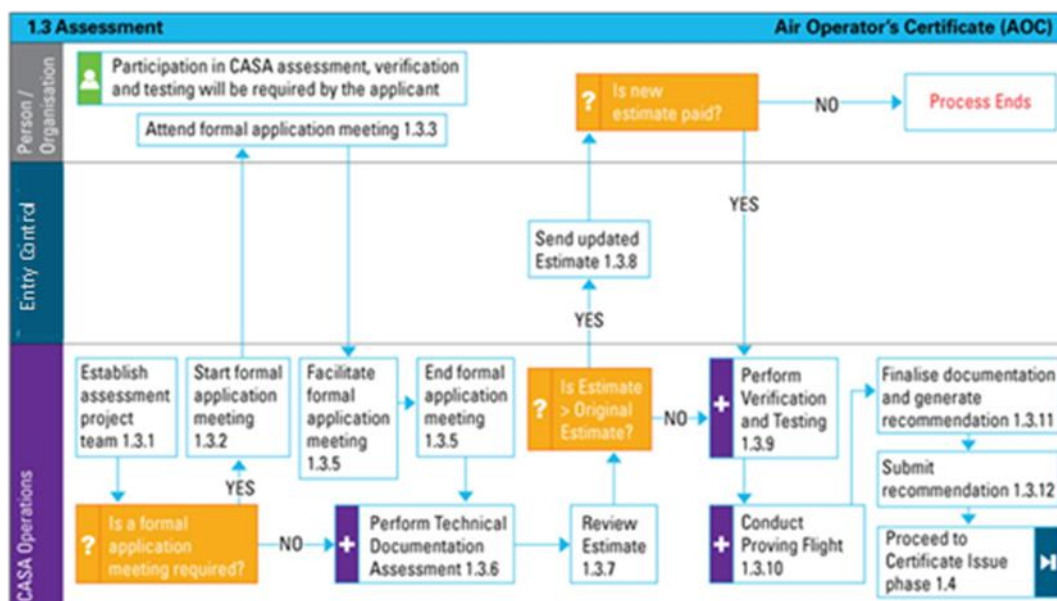 1.3 Assessment
Air Operator's Certificate (AOC)
Person /
Organisation
Participation in CASA assessment, verification
and testing will be required by the applicant
Attend formal application meeting 1.3.3
?
Is new
estimate paid?
NO
Process Ends
Entry Control
Send updated
Estimate 1.3.8
YES
YES
CASA Operations
Establish
assessment
project
team 1.3.1
Start formal
application
meeting
1.3.2
Facilitate
formal
application
meeting
1.3.5
End formal
application
meeting
1.3.5
?
Is Estimate
> Original
Estimate?
NO
Perform
Verification
and Testing
1.3.9
Finalise documentation
and generate
recommendation 1.3.11
YES
Submit
recommendation 1.3.12
?
Is a formal
application
meeting required?
NO
Perform Technical
Documentation
Assessment 1.3.6
Review
Estimate
1.3.7
Conduct
Proving Flight
1.3.10
Proceed to
Certificate Issue
phase 1.4